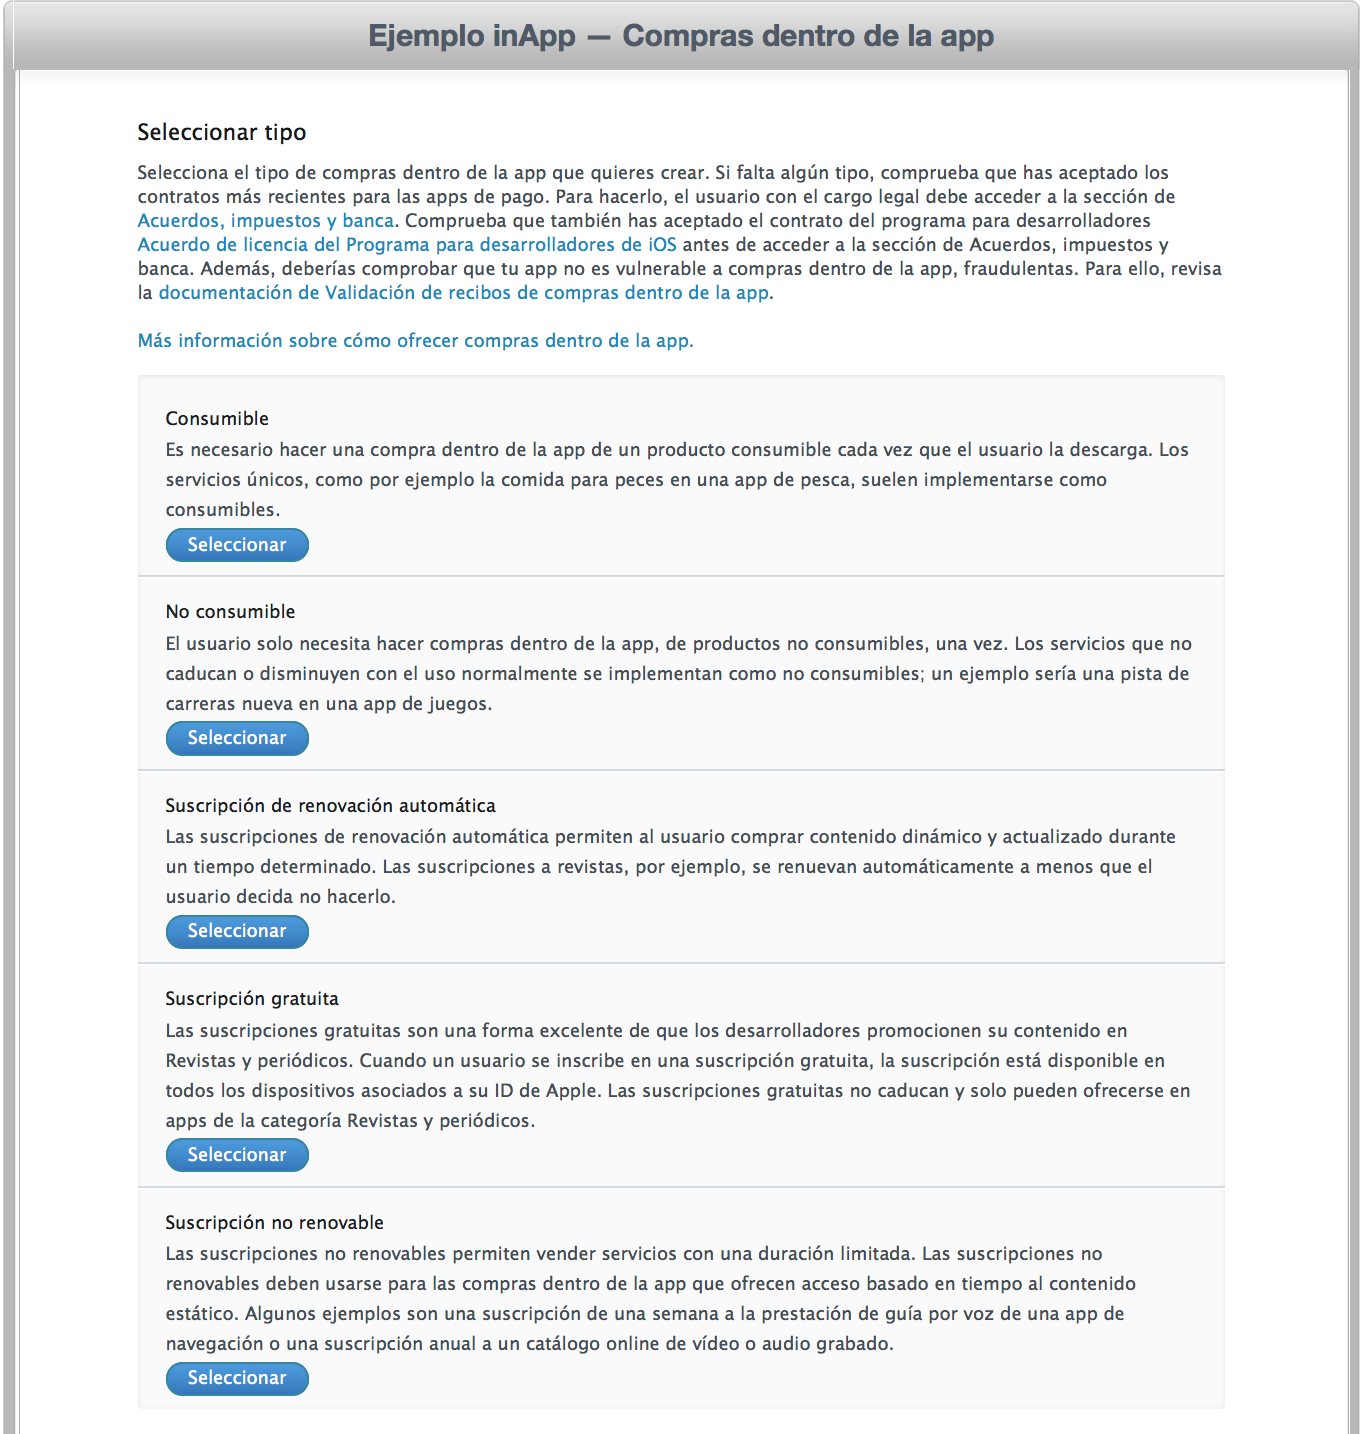 Ejemplo inApp — Compras dentro de la app
Seleccionar tipo
Selecciona el tipo de compras dentro de la app que quieres crear. Si falta algún tipo, comprueba que has aceptado los
contratos más recientes para las apps de pago. Para hacerlo, el usuario con el cargo legal debe acceder a la sección de
Acuerdos, impuestos y banca. Comprueba que también has aceptado el contrato del programa para desarrolladores
Acuerdo de licencia del Programa para desarrolladores de iOS antes de acceder a la sección de Acuerdos, impuestos y
banca. Además, deberías comprobar que tu app no es vulnerable a compras dentro de la app, fraudulentas. Para ello, revisa
la documentación de Validación de recibos de compras dentro de la app.
Más información sobre cómo ofrecer compras dentro de la app.
Consumible
Es necesario hacer una compra dentro de la app de un producto consumible cada vez que el usuario la descarga. Los
servicios únicos, como por ejemplo la comida para peces en una app de pesca, suelen implementarse como
consumibles.
Seleccionar
No consumible
El usuario solo necesita hacer compras dentro de la app, de productos no consumibles, una vez. Los servicios que no
caducan o disminuyen con el uso normalmente se implementan como no consumibles; un ejemplo sería una pista de
carreras nueva en una app de juegos.
Seleccionar
Suscripción de renovación automática
Las suscripciones de renovación automática permiten al usuario comprar contenido dinámico y actualizado durante
un tiempo determinado. Las suscripciones a revistas, por ejemplo, se renuevan automáticamente a menos que el
usuario decida no hacerlo.
Seleccionar
Suscripción gratuita
Las suscripciones gratuitas son una forma excelente de que los desarrolladores promocionen su contenido en
Revistas y periódicos. Cuando un usuario se inscribe en una suscripción gratuita, la suscripción está disponible en
todos los dispositivos asociados a su ID de Apple. Las suscripciones gratuitas no caducan y solo pueden ofrecerse en
apps de la categoría Revistas y periódicos.
Seleccionar
Suscripción no renovable
Las suscripciones no renovables permiten vender servicios con una duración limitada. Las suscripciones no
renovables deben usarse para las compras dentro de la app que ofrecen acceso basado en tiempo al contenido
estático. Algunos ejemplos son una suscripción de una semana a la prestación de guía por voz de una app de
navegación o una suscripción anual a un catálogo online de vídeo o audio grabado.
Seleccionar